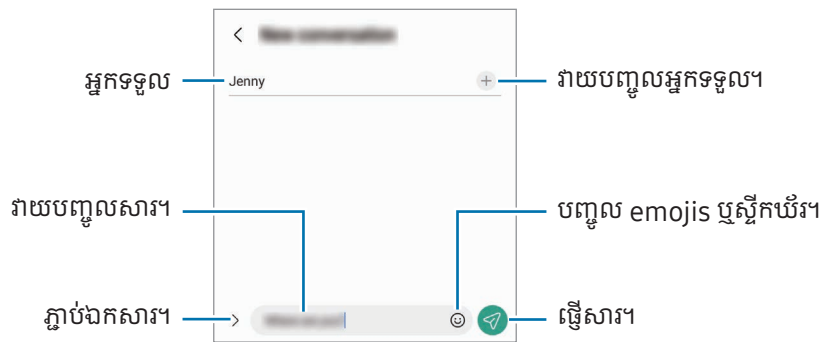 អ្នកទទួល
Jenny
វាយបញ្ចូលអ្នកទទួល។
វាយបញ្ចូលសារ។
បញ្ចូល emojis ឬស្ទីកឃ័រ។
ភ្ជាប់ឯកសារ។
ផ្ញើសារ។